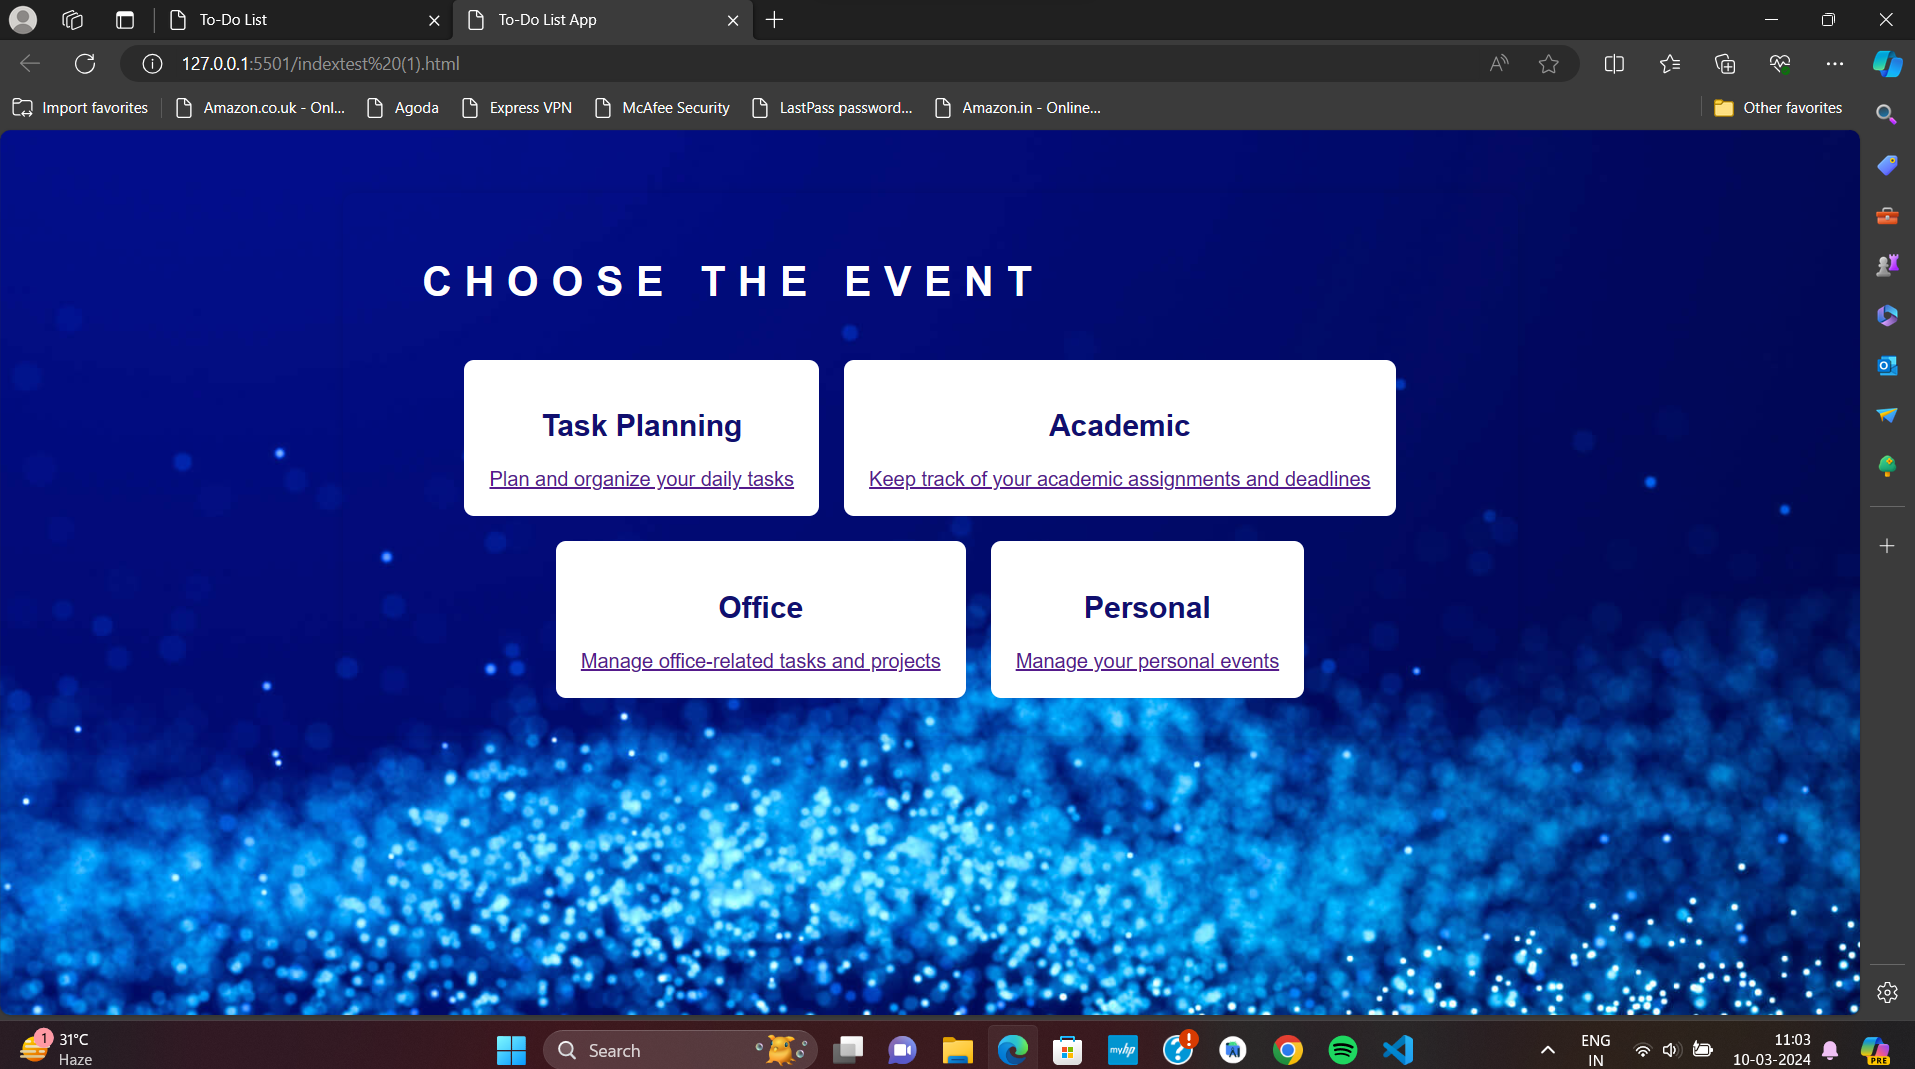 To-Do List
To-Do List App
127.0.0.1:5501/indextest%20(1).html
Import favorites
Amazon.co.uk - Onl...
Agoda
Express VPN
McAfee Security
LastPass password...
Amazon.in - Online...
Other favorites
CHOOSE THE EVENT
Task Planning
Plan and organize your daily tasks
Academic
Keep track of your academic assignments and deadlines
Office
Manage office-related tasks and projects
Personal
Manage your personal events
1
31°C
Haze
Search
myhp
ENG
IN
11:03
10-03-2024
PRE